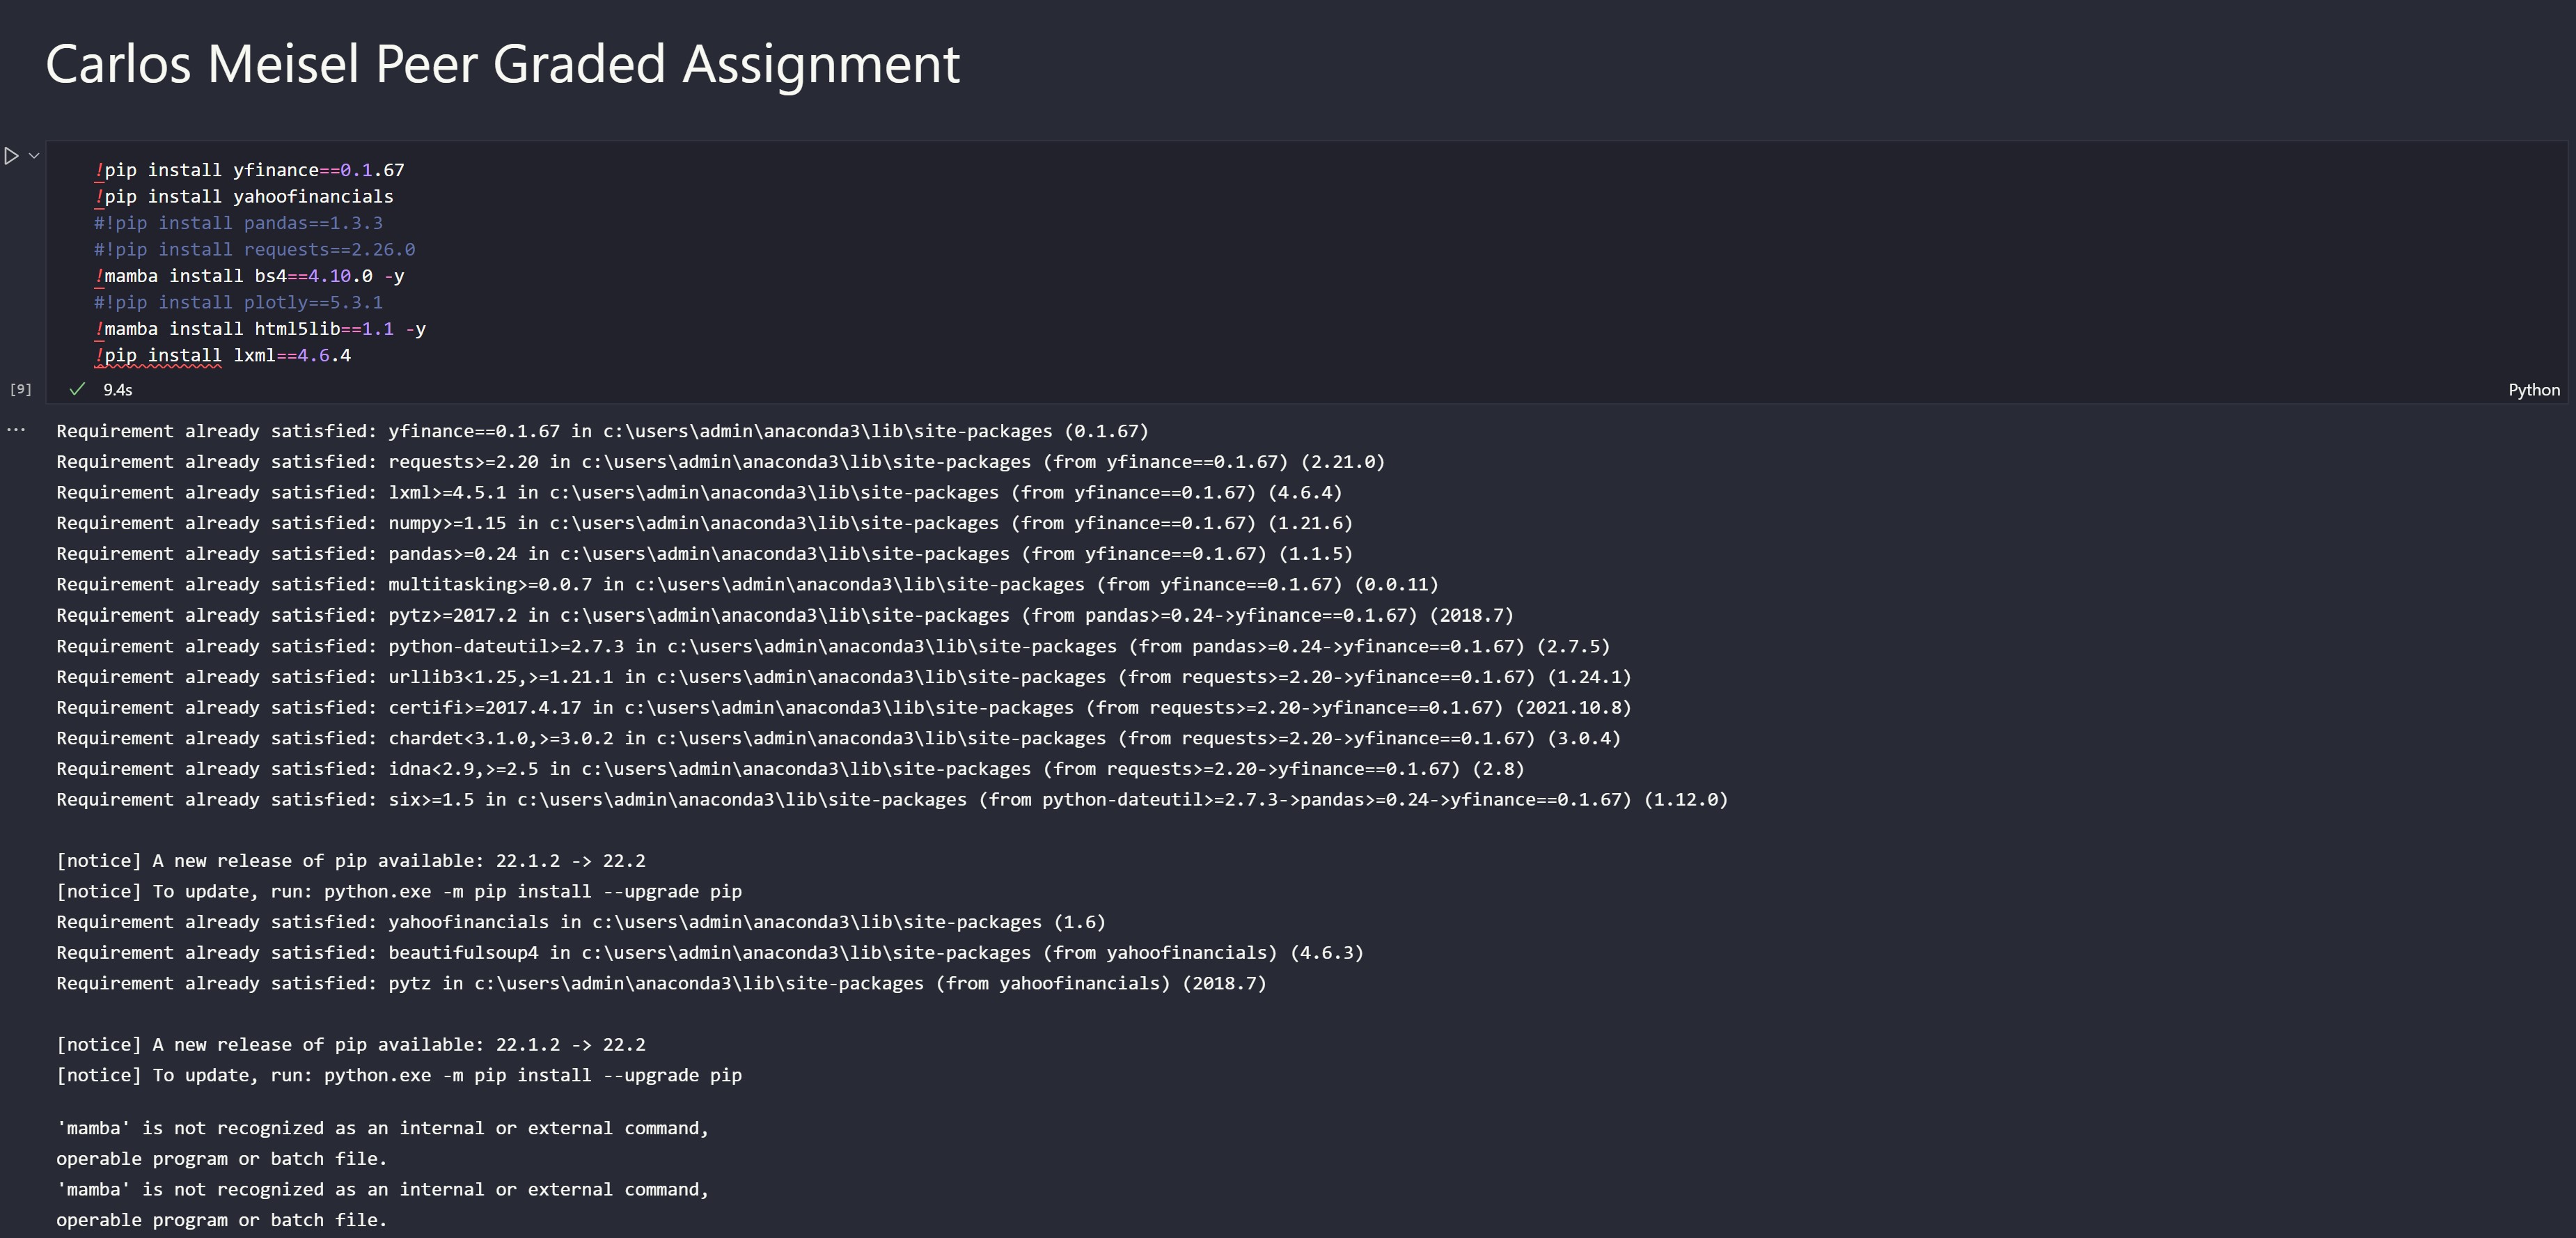 Carlos Meisel Peer Graded Assignment
!pip install yfinance==0.1.67
!pip install yahoofinancials
#!pip install pandas==1.3.3
#!pip install requests==2.26.0
!mamba install bs4==4.10.0 -y
#!pip install plotly==5.3.1
!mamba install html5lib==1.1 -y
!pip install lxml==4.6.4
[9] 9.4s Python
Requirement already satisfied: yfinance==0.1.67 in c:\users\admin\anaconda3\lib\site-packages (0.1.67)
Requirement already satisfied: requests>=2.20 in c:\users\admin\anaconda3\lib\site-packages (from yfinance==0.1.67) (2.21.0)
Requirement already satisfied: lxml>=4.5.1 in c:\users\admin\anaconda3\lib\site-packages (from yfinance==0.1.67) (4.6.4)
Requirement already satisfied: numpy>=1.15 in c:\users\admin\anaconda3\lib\site-packages (from yfinance==0.1.67) (1.21.6)
Requirement already satisfied: pandas>=0.24 in c:\users\admin\anaconda3\lib\site-packages (from yfinance==0.1.67) (1.1.5)
Requirement already satisfied: multitasking>=0.0.7 in c:\users\admin\anaconda3\lib\site-packages (from yfinance==0.1.67) (0.0.11)
Requirement already satisfied: pytz>=2017.2 in c:\users\admin\anaconda3\lib\site-packages (from pandas>=0.24->yfinance==0.1.67) (2018.7)
Requirement already satisfied: python-dateutil>=2.7.3 in c:\users\admin\anaconda3\lib\site-packages (from pandas>=0.24->yfinance==0.1.67) (2.7.5)
Requirement already satisfied: urllib3<1.25,>=1.21.1 in c:\users\admin\anaconda3\lib\site-packages (from requests>=2.20->yfinance==0.1.67) (1.24.1)
Requirement already satisfied: certifi>=2017.4.17 in c:\users\admin\anaconda3\lib\site-packages (from requests>=2.20->yfinance==0.1.67) (2021.10.8)
Requirement already satisfied: chardet<3.1.0,>=3.0.2 in c:\users\admin\anaconda3\lib\site-packages (from requests>=2.20->yfinance==0.1.67) (3.0.4)
Requirement already satisfied: idna<2.9,>=2.5 in c:\users\admin\anaconda3\lib\site-packages (from requests>=2.20->yfinance==0.1.67) (2.8)
Requirement already satisfied: six>=1.5 in c:\users\admin\anaconda3\lib\site-packages (from python-dateutil>=2.7.3->pandas>=0.24->yfinance==0.1.67) (1.12.0)
[notice] A new release of pip available: 22.1.2 -> 22.2
[notice] To update, run: python.exe -m pip install --upgrade pip
Requirement already satisfied: yahoofinancials in c:\users\admin\anaconda3\lib\site-packages (1.6)
Requirement already satisfied: beautifulsoup4 in c:\users\admin\anaconda3\lib\site-packages (from yahoofinancials) (4.6.3)
Requirement already satisfied: pytz in c:\users\admin\anaconda3\lib\site-packages (from yahoofinancials) (2018.7)
[notice] A new release of pip available: 22.1.2 -> 22.2
[notice] To update, run: python.exe -m pip install --upgrade pip
'mamba' is not recognized as an internal or external command,
operable program or batch file.
'mamba' is not recognized as an internal or external command,
operable program or batch file.